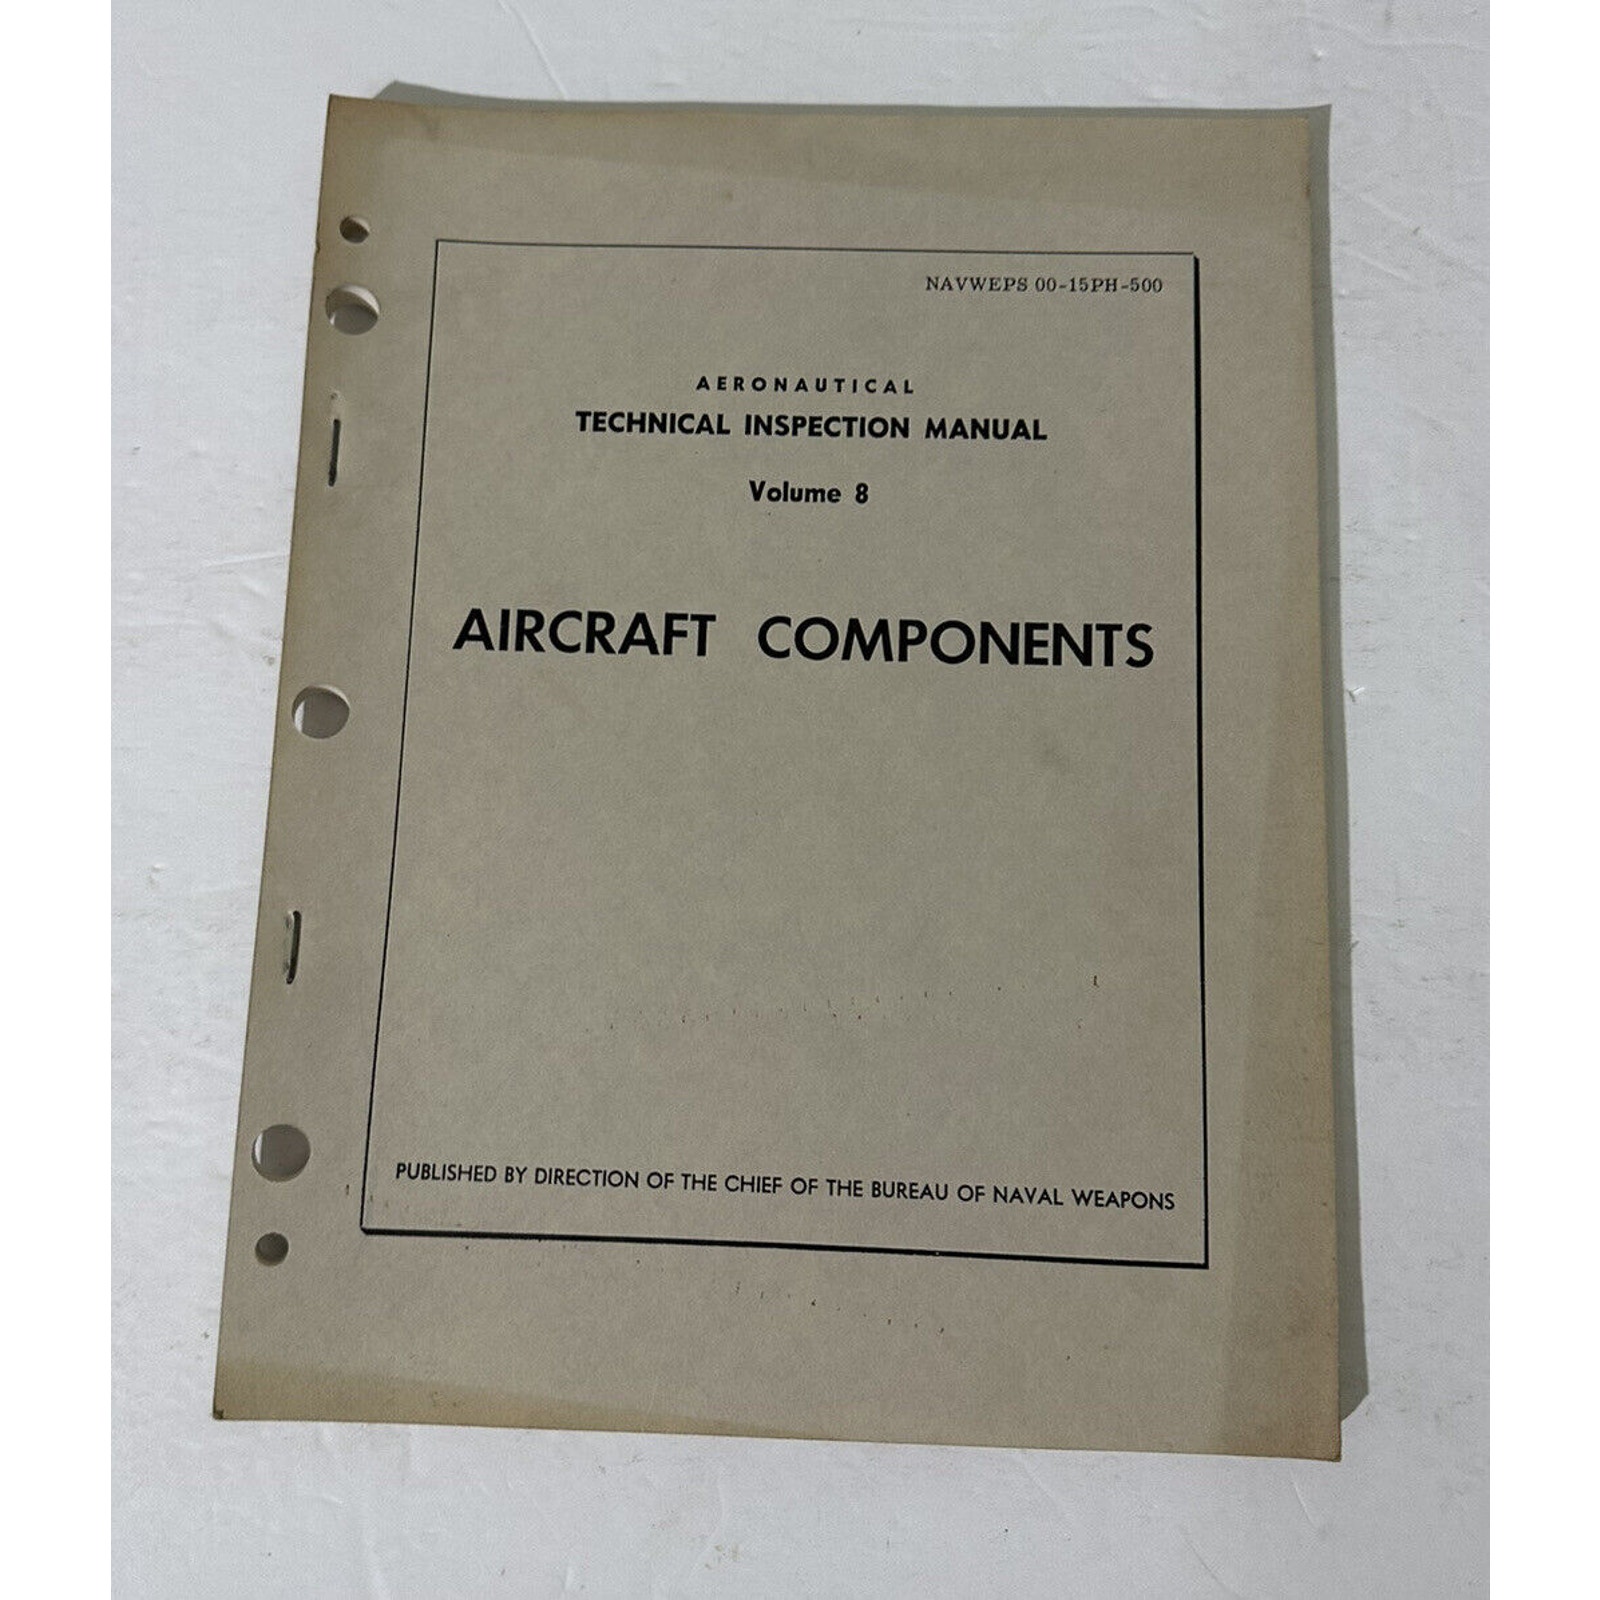 NAVWEPS 00-15PH-500
AERONAUTICAL
TECHNICAL INSPECTION MANUAL
Volume 8
AIRCRAFT COMPONENTS
PUBLISHED BY DIRECTION OF THE CHIEF OF THE BUREAU OF NAVAL WEAPONS